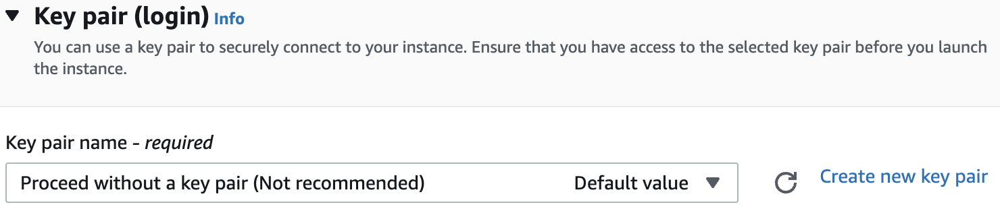 Key pair (login) Info
You can use a key pair to securely connect to your instance. Ensure that you have access to the selected key pair before you launch
the instance.
Key pair name - required
Proceed without a key pair (Not recommended) Default value Create new key pair